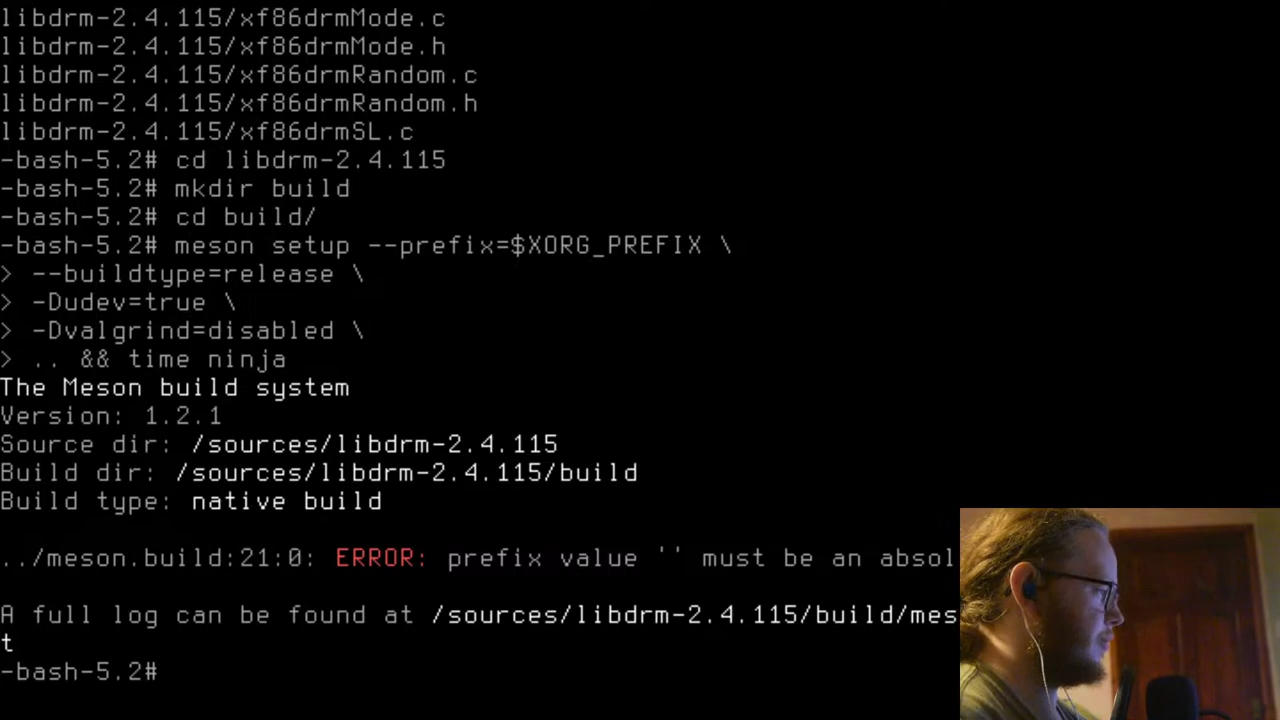 libdrm-2.4.115/xf86drmMode.c
libdrm-2.4.115/xf86drmMode.h
libdrm-2.4.115/xf86drmRandom.c
libdrm-2.4.115/xf86drmRandom.h
libdrm-2.4.115/xf86drmSL.c
-bash-5.2# cd libdrm-2.4.115
-bash-5.2# mkdir build
-bash-5.2# cd build/
-bash-5.2# meson setup --prefix=$XORG_PREFIX \
> --buildtype=release \
> -Dudev=true \
> -Dvalgrind=disabled \
> .. && time ninja
The Meson build system
Version: 1.2.1
Source dir: /sources/libdrm-2.4.115
Build dir: /sources/libdrm-2.4.115/build
Build type: native build
../meson.build:21:0: ERROR: prefix value '' must be an absol
A full log can be found at /sources/libdrm-2.4.115/build/mes
t
-bash-5.2#